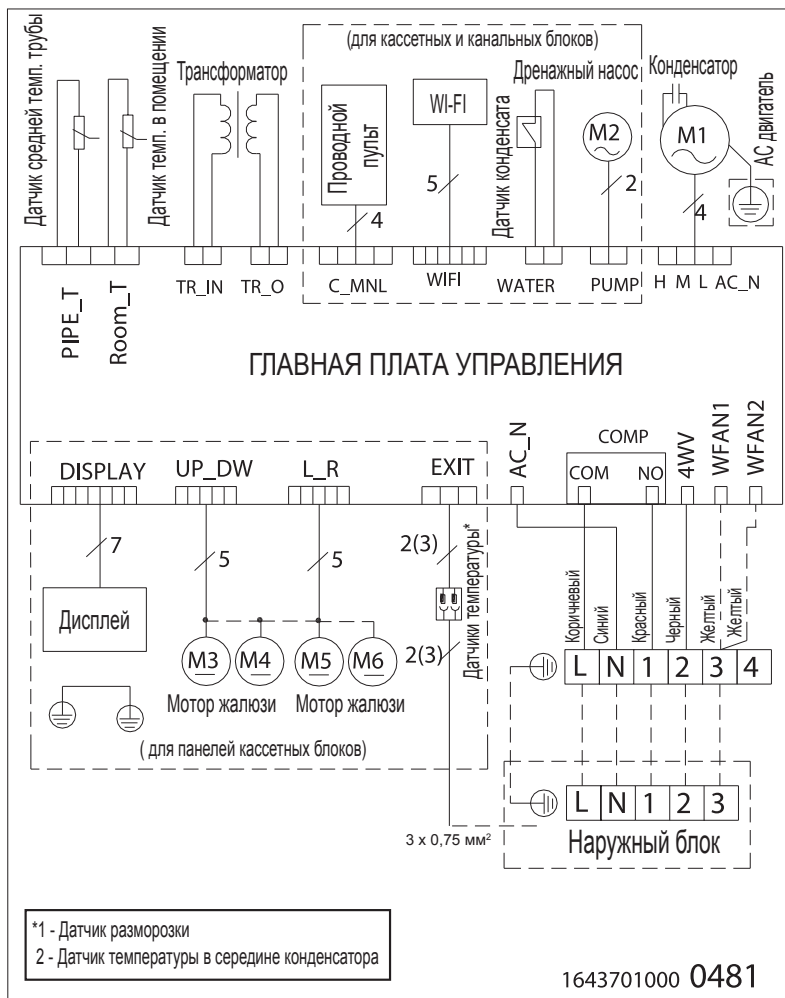 (для кассетных и канальных блоков)
Датчик средней темп. трубы
Датчик темп. в помещении
Трансформатор
Проводной
пульт
WI-FI
Дренажный насос
Датчик конденсата
M2
Конденсатор
M1
АС двигатель
4
5
2
4
PIPE_T
Room_T
TR_IN
TR_O
C_MNL
WIFI
WATER
PUMP
H M L AC_N
ГЛАВНАЯ ПЛАТА УПРАВЛЕНИЯ
DISPLAY
UP_DW
L_R
EXIT
AC_N
COMP
COM
NO
4WV
WFAN1
WFAN2
7
5
5
2(3)
Датчики температуры*
2(3)
Дисплей
M3
M4
M5
M6
Мотор жалюзи
Мотор жалюзи
( для панелей кассетных блоков)
Коричневый
Синий
Красный
Черный
Желтый
Желтый
L N 1 2 3 4
L N 1 2 3
Наружный блок
3 x 0,75 мм²
*1 - Датчик разморозки
2 - Датчик температуры в середине конденсатора
1643701000 0481